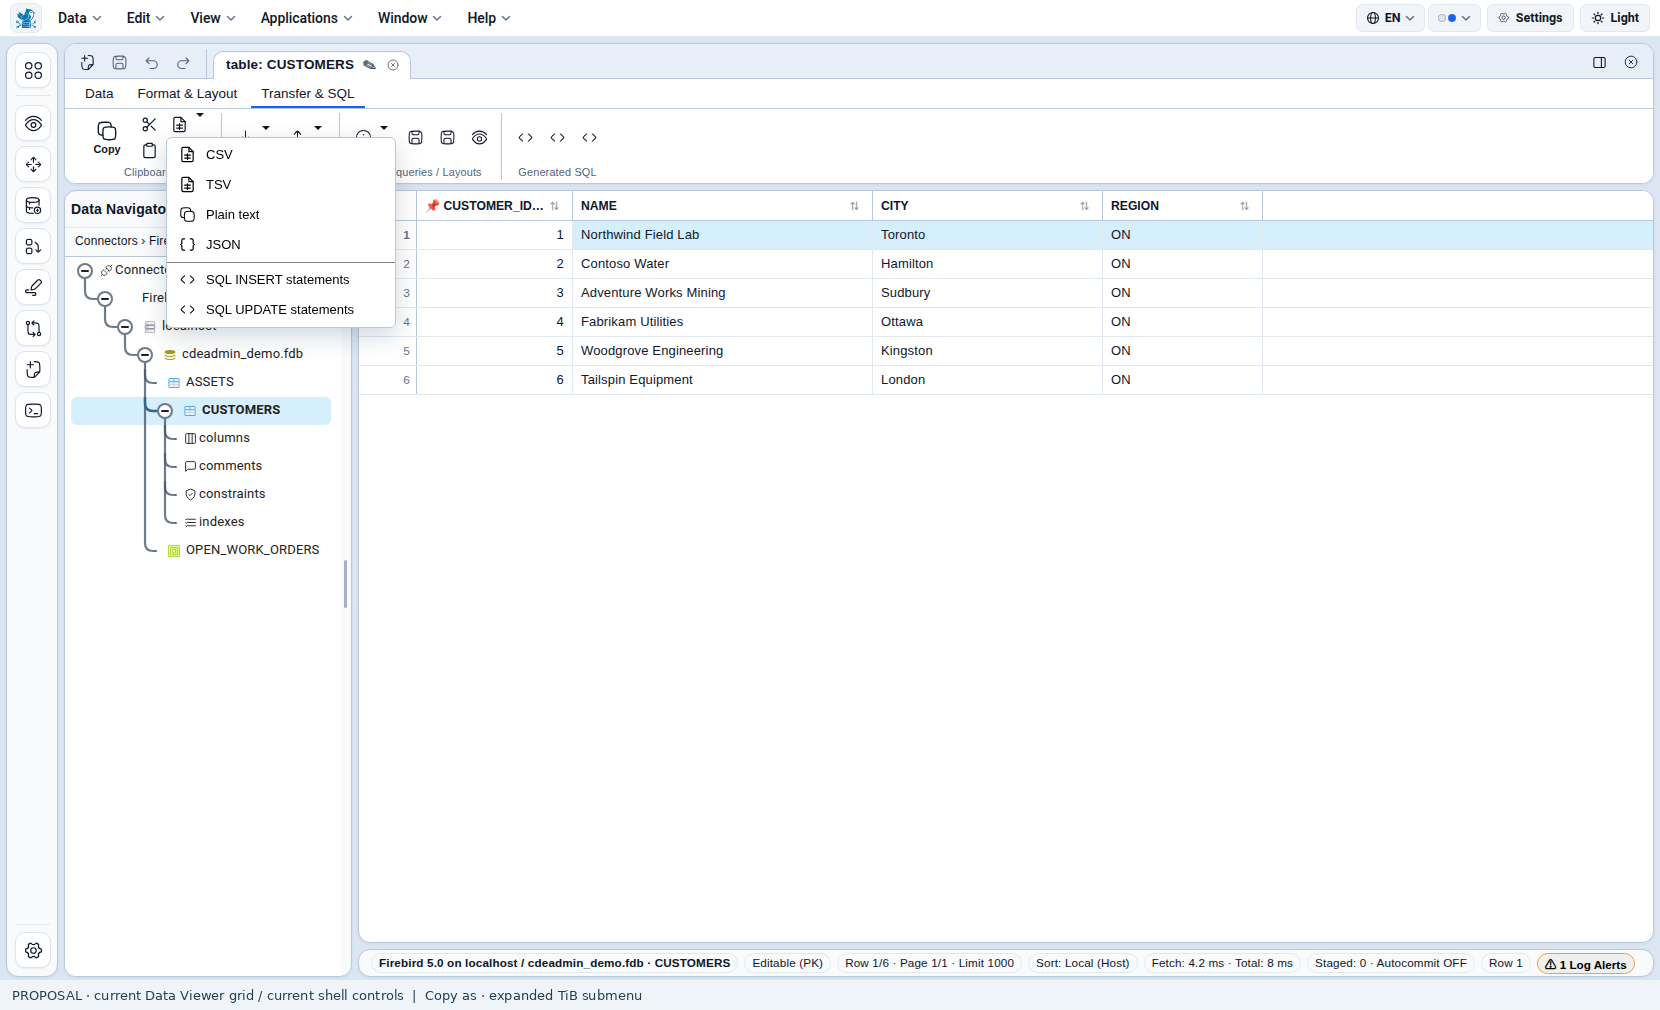 Data Edit View Applications Window Help EN Settings Light
table: CUSTOMERS
Data Format & Layout Transfer & SQL
Copy
queries / Layouts Generated SQL
CSV
TSV
Plain text
JSON
SQL INSERT statements
SQL UPDATE statements
Connectors ›
cdeadmin_demo.fdb
ASSETS
CUSTOMERS
columns
comments
constraints
indexes
OPEN_WORK_ORDERS
📌 CUSTOMER_ID... NAME CITY REGION
1 1 Northwind Field Lab Toronto ON
2 2 Contoso Water Hamilton ON
3 3 Adventure Works Mining Sudbury ON
4 4 Fabrikam Utilities Ottawa ON
5 5 Woodgrove Engineering Kingston ON
6 6 Tailspin Equipment London ON
Firebird 5.0 on localhost / cdeadmin_demo.fdb · CUSTOMERS Editable (PK) Row 1/6 · Page 1/1 · Limit 1000 Sort: Local (Host) Fetch: 4.2 ms · Total: 8 ms Staged: 0 · Autocommit OFF Row 1 1 Log Alerts
PROPOSAL · current Data Viewer grid / current shell controls | Copy as · expanded TiB submenu